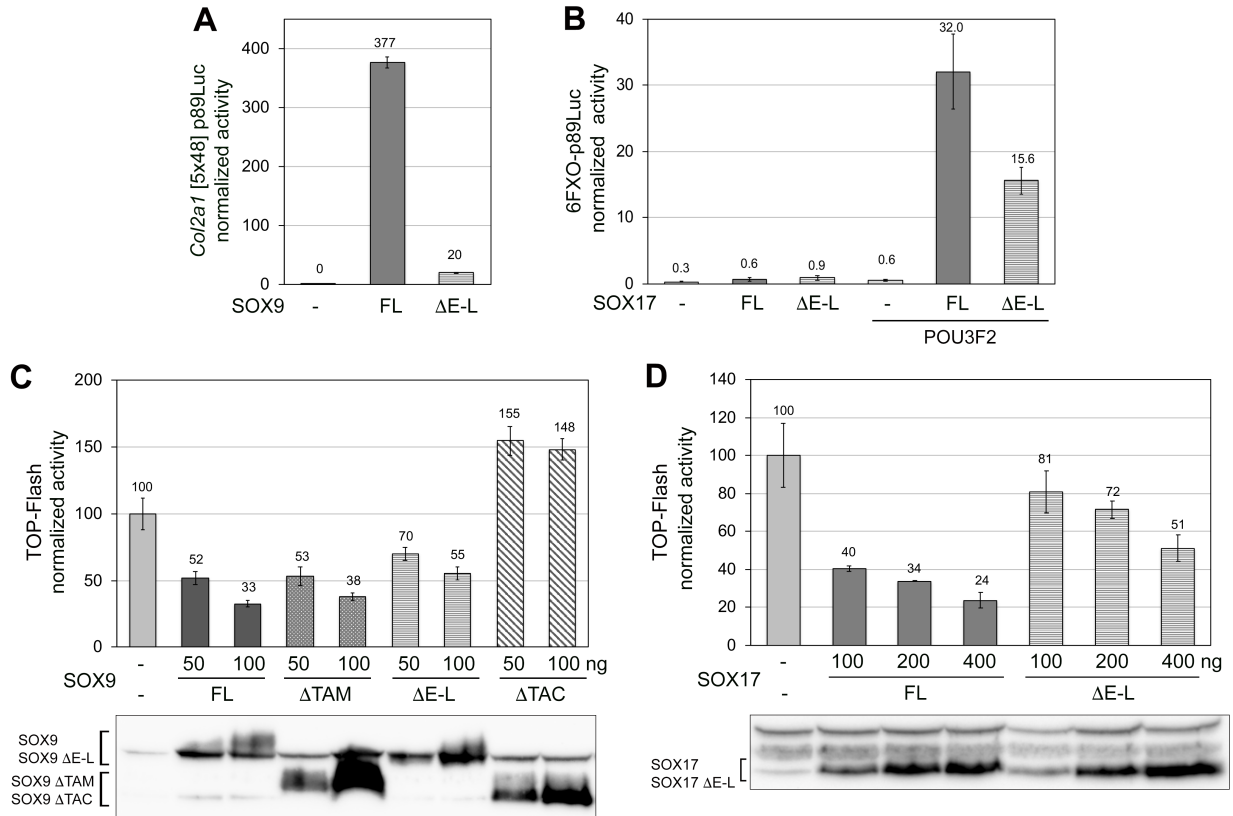 A
Col2a1 [5x48] p89Luc
normalized activity
400
300
200
100
0
0
377
20
SOX9 - FL ΔE-L
B
6FXO-p89Luc
normalized activity
40
30
20
10
0
0.3
0.6
0.9
0.6
32.0
15.6
SOX17 - FL ΔE-L - FL ΔE-L
POU3F2
C
TOP-Flash
normalized activity
200
150
100
50
0
100
52
33
53
38
70
55
155
148
- 50 100 50 100 50 100 50 100 ng
SOX9
- FL ΔTAM ΔE-L ΔTAC
SOX9
SOX9 ΔE-L
SOX9 ΔTAM
SOX9 ΔTAC
D
TOP-Flash
normalized activity
140
120
100
80
60
40
20
0
100
40
34
24
81
72
51
- 100 200 400 100 200 400 ng
SOX17
- FL ΔE-L
SOX17
SOX17 ΔE-L